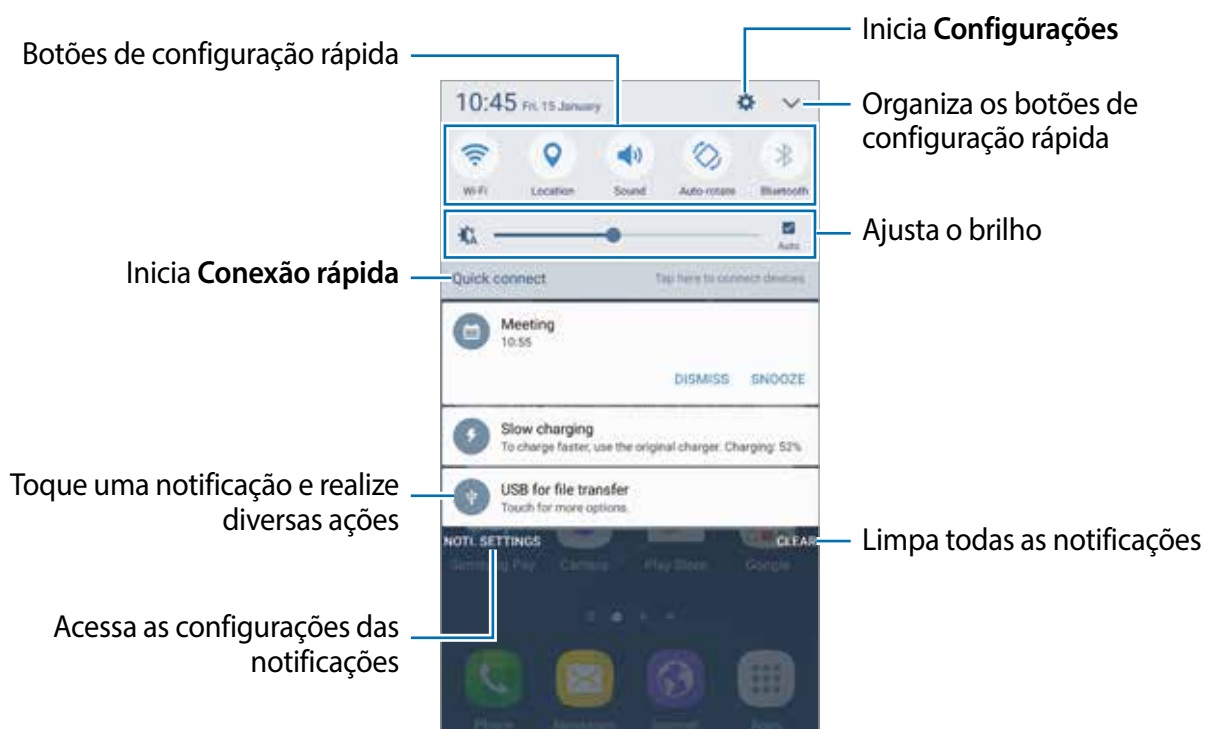 Inicia Configurações
Botões de configuração rápida
Organiza os botões de
configuração rápida
10:45 Fri, 15 January
Wi-Fi
Location
Sound
Auto rotate
Bluetooth
Auto
Ajusta o brilho
Inicia Conexão rápida
Quick connect
Tap here to connect devices
Meeting
10:55
DISMISS
SNOOZE
Slow charging
To charge faster, use the original charger. Charging: 52%
Toque uma notificação e realize
diversas ações
USB for file transfer
Touch for more options.
NOTI. SETTINGS
CLEAR
Limpa todas as notificações
Samsung Pay
Camera
Play Store
Google
Acessa as configurações das
notificações
Phone
Messages
Internet
Apps